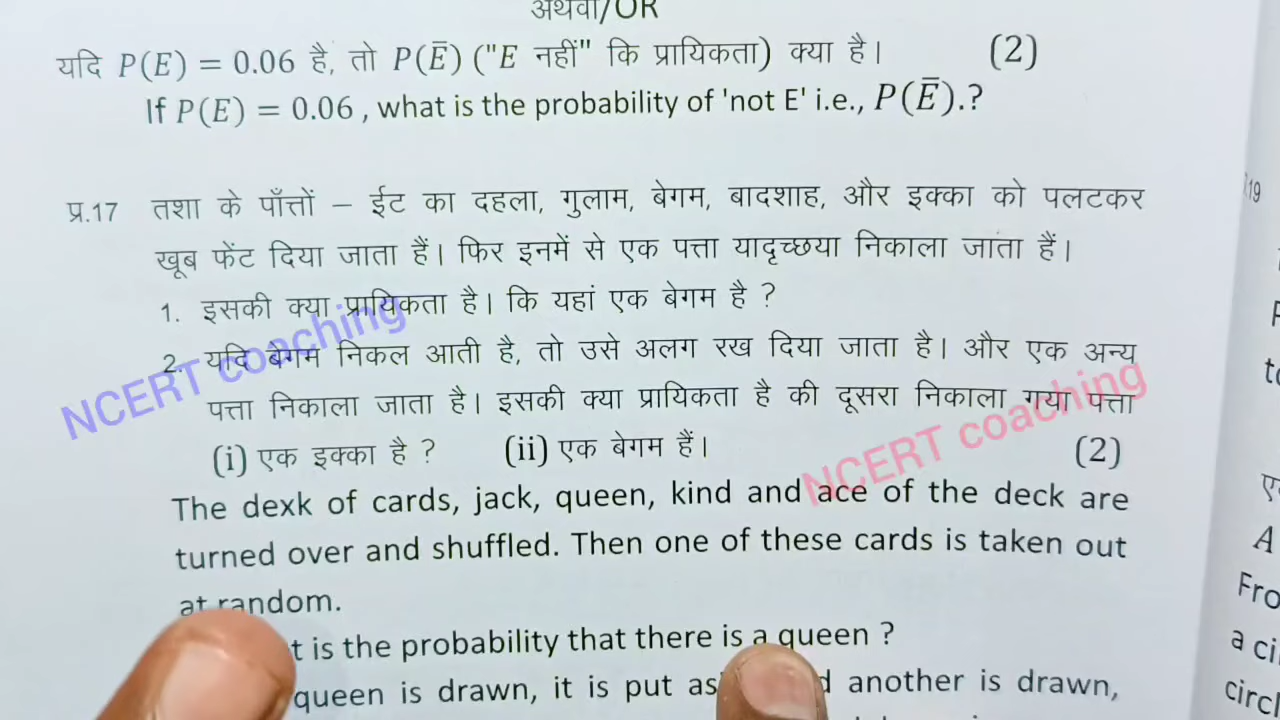 अथवा/OR
यदि P(E) = 0.06 है, तो P(Ē) ("E नहीं" कि प्रायिकता) क्या है। (2)
If P(E) = 0.06 , what is the probability of 'not E' i.e., P(Ē).?
प्र.17 तशा के पाँत्तों – ईट का दहला, गुलाम, बेगम, बादशाह, और इक्का को पलटकर
खूब फेंट दिया जाता हैं। फिर इनमें से एक पत्ता यादृच्छया निकाला जाता हैं।
1. इसकी क्या प्रायिकता है। कि यहां एक बेगम है ?
2. यदि बेगम निकल आती है, तो उसे अलग रख दिया जाता है। और एक अन्य
पत्ता निकाला जाता है। इसकी क्या प्रायिकता है की दूसरा निकाला गया पत्ता
(i) एक इक्का है ? (ii) एक बेगम हैं। (2)
The dexk of cards, jack, queen, kind and ace of the deck are
turned over and shuffled. Then one of these cards is taken out
at random.
t is the probability that there is a queen ?
queen is drawn, it is put as d another is drawn,
NCERT coaching
NCERT coaching
19
A
Fro
a ci
circl